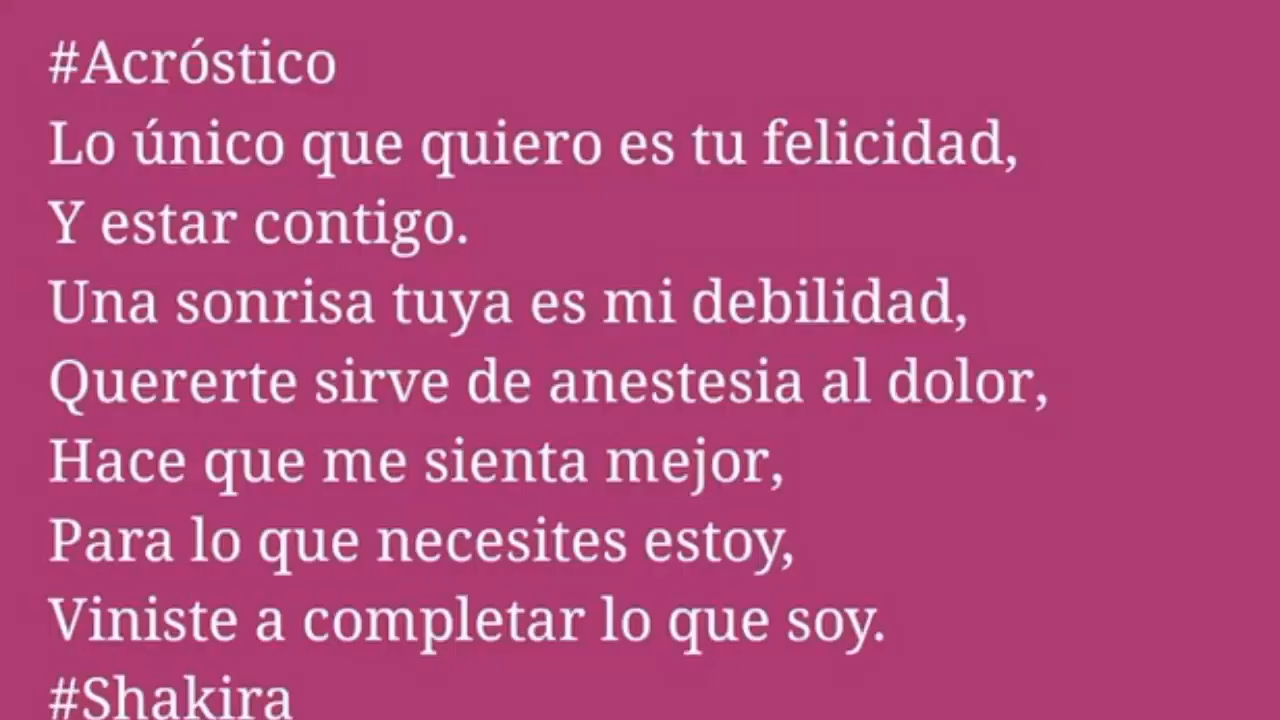 #Acróstico
Lo único que quiero es tu felicidad,
Y estar contigo.
Una sonrisa tuya es mi debilidad,
Quererte sirve de anestesia al dolor,
Hace que me sienta mejor,
Para lo que necesites estoy,
Viniste a completar lo que soy.
#Shakira